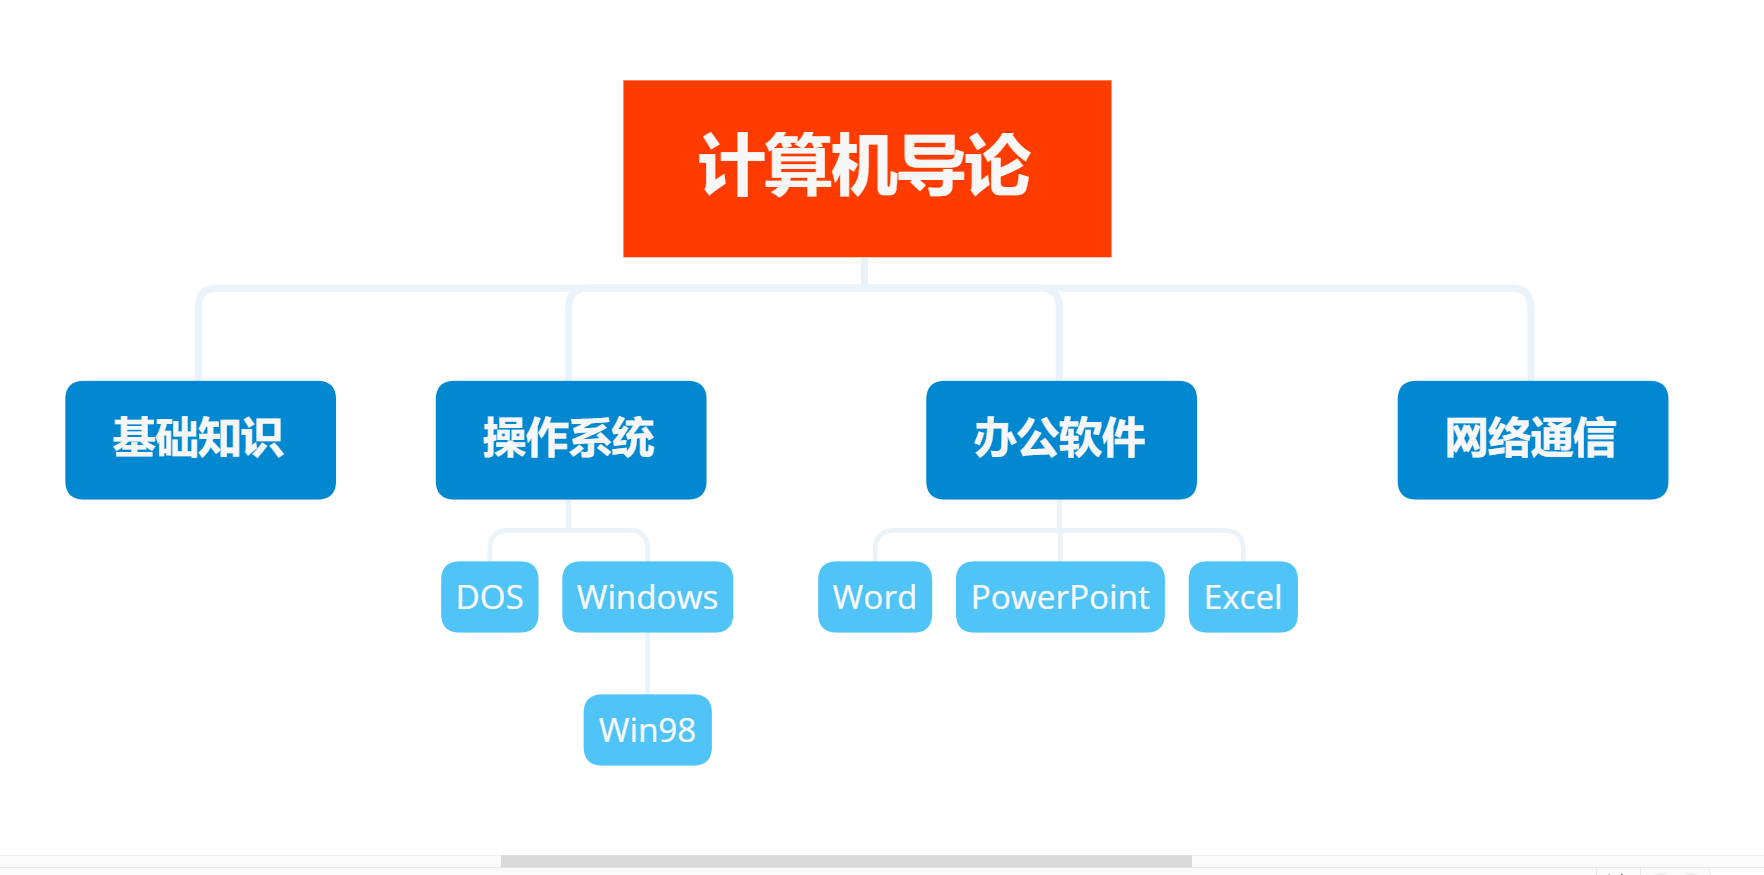 计算机导论
基础知识
操作系统
办公软件
网络通信
DOS
Windows
Word
PowerPoint
Excel
Win98